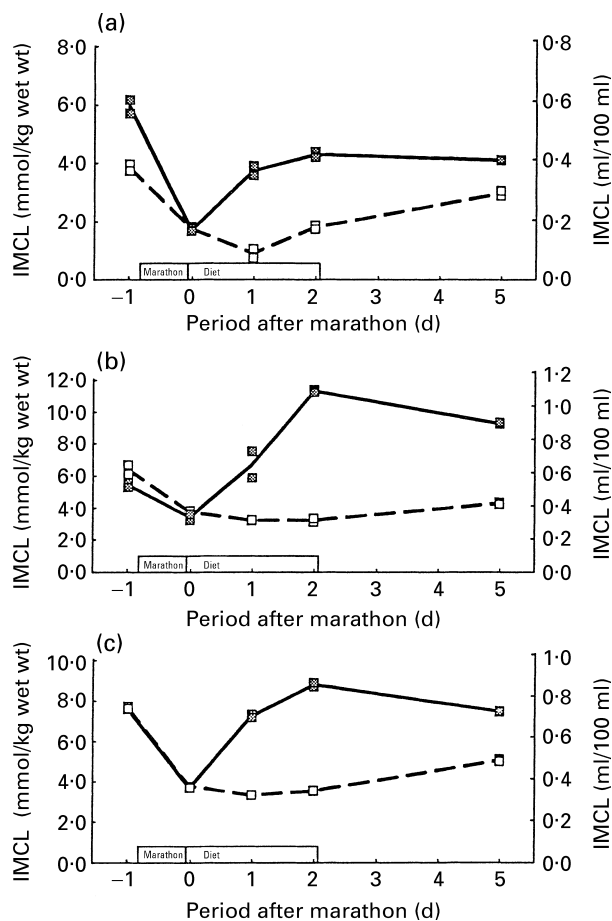 (a)
8·0
6·0
4·0
2·0
0·0
IMCL (mmol/kg wet wt)
0·8
0·6
0·4
0·2
0·0
IMCL (ml/100 ml)
Marathon Diet
−1 0 1 2 3 4 5
Period after marathon (d)
(b)
12·0
10·0
8·0
6·0
4·0
2·0
0·0
IMCL (mmol/kg wet wt)
1·2
1·0
0·8
0·6
0·4
0·2
0·0
IMCL (ml/100 ml)
Marathon Diet
−1 0 1 2 3 4 5
Period after marathon (d)
(c)
10·0
8·0
6·0
4·0
2·0
0·0
IMCL (mmol/kg wet wt)
1·0
0·8
0·6
0·4
0·2
0·0
IMCL (ml/100 ml)
Marathon Diet
−1 0 1 2 3 4 5
Period after marathon (d)